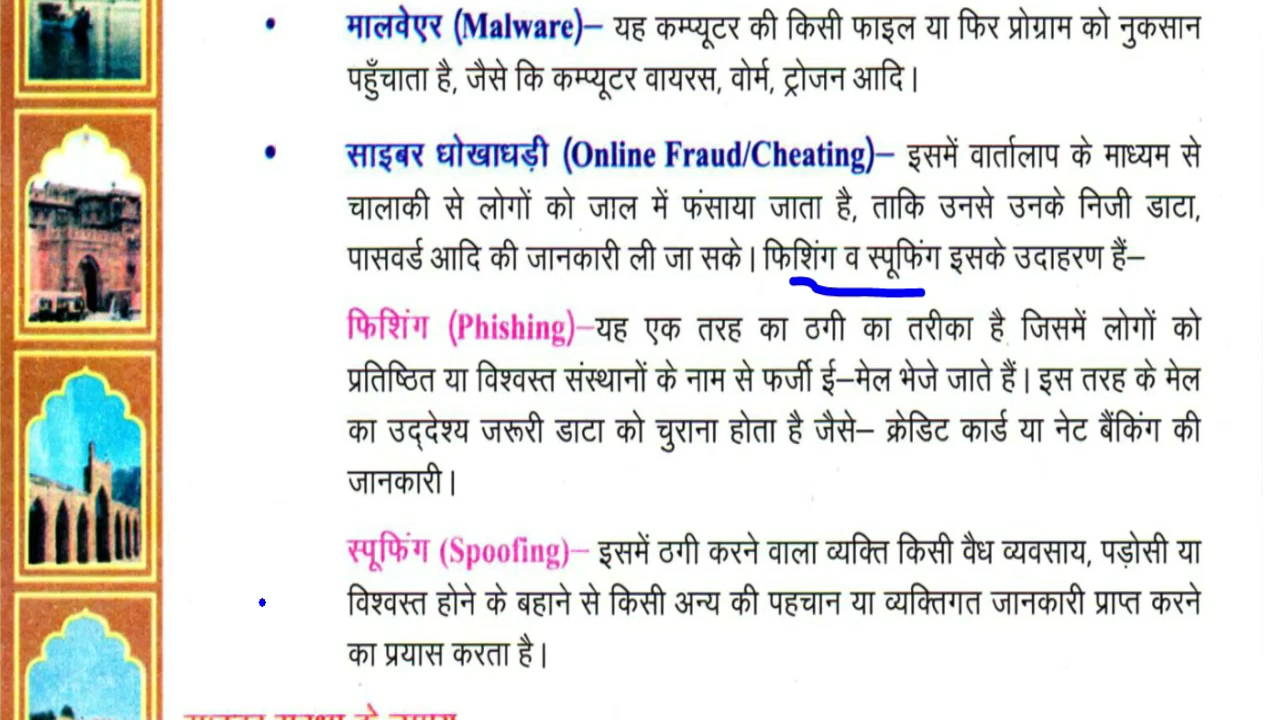 • मालवेएर (Malware)– यह कम्प्यूटर की किसी फाइल या फिर प्रोग्राम को नुकसान
पहुँचाता है, जैसे कि कम्प्यूटर वायरस, वोर्म, ट्रोजन आदि।
• साइबर धोखाधड़ी (Online Fraud/Cheating)– इसमें वार्तालाप के माध्यम से
चालाकी से लोगों को जाल में फंसाया जाता है, ताकि उनसे उनके निजी डाटा,
पासवर्ड आदि की जानकारी ली जा सके। फिशिंग व स्पूफिंग इसके उदाहरण हैं–
फिशिंग (Phishing)–यह एक तरह का ठगी का तरीका है जिसमें लोगों को
प्रतिष्ठित या विश्वस्त संस्थानों के नाम से फर्जी ई–मेल भेजे जाते हैं। इस तरह के मेल
का उद्देश्य जरूरी डाटा को चुराना होता है जैसे– क्रेडिट कार्ड या नेट बैंकिंग की
जानकारी।
स्पूफिंग (Spoofing)– इसमें ठगी करने वाला व्यक्ति किसी वैध व्यवसाय, पड़ोसी या
विश्वस्त होने के बहाने से किसी अन्य की पहचान या व्यक्तिगत जानकारी प्राप्त करने
का प्रयास करता है।